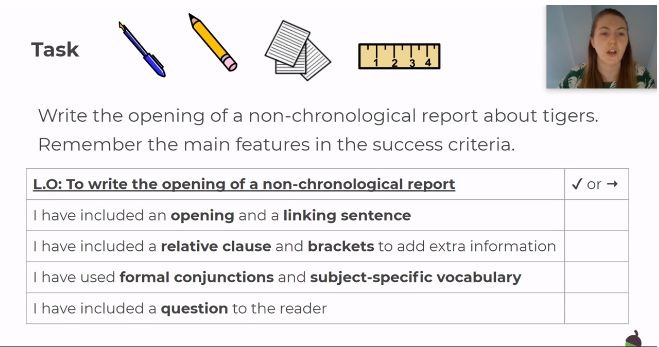 Task
1 2 3 4
Write the opening of a non-chronological report about tigers.
Remember the main features in the success criteria.
L.O: To write the opening of a non-chronological report
✓ or →
I have included an opening and a linking sentence
I have included a relative clause and brackets to add extra information
I have used formal conjunctions and subject-specific vocabulary
I have included a question to the reader